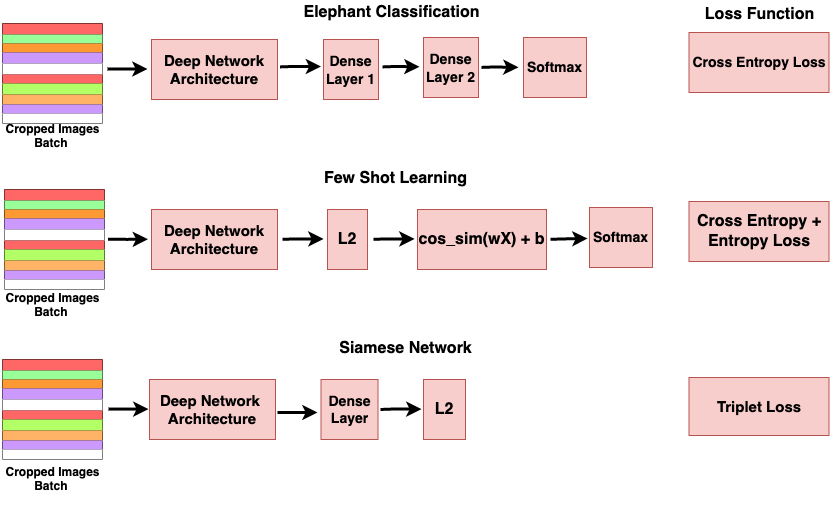 Elephant Classification
Loss Function
Deep Network
Architecture
Dense
Layer 1
Dense
Layer 2
Softmax
Cross Entropy Loss
Cropped Images
Batch
Few Shot Learning
Deep Network
Architecture
L2
cos_sim(wX) + b
Softmax
Cross Entropy +
Entropy Loss
Cropped Images
Batch
Siamese Network
Deep Network
Architecture
Dense
Layer
L2
Triplet Loss
Cropped Images
Batch